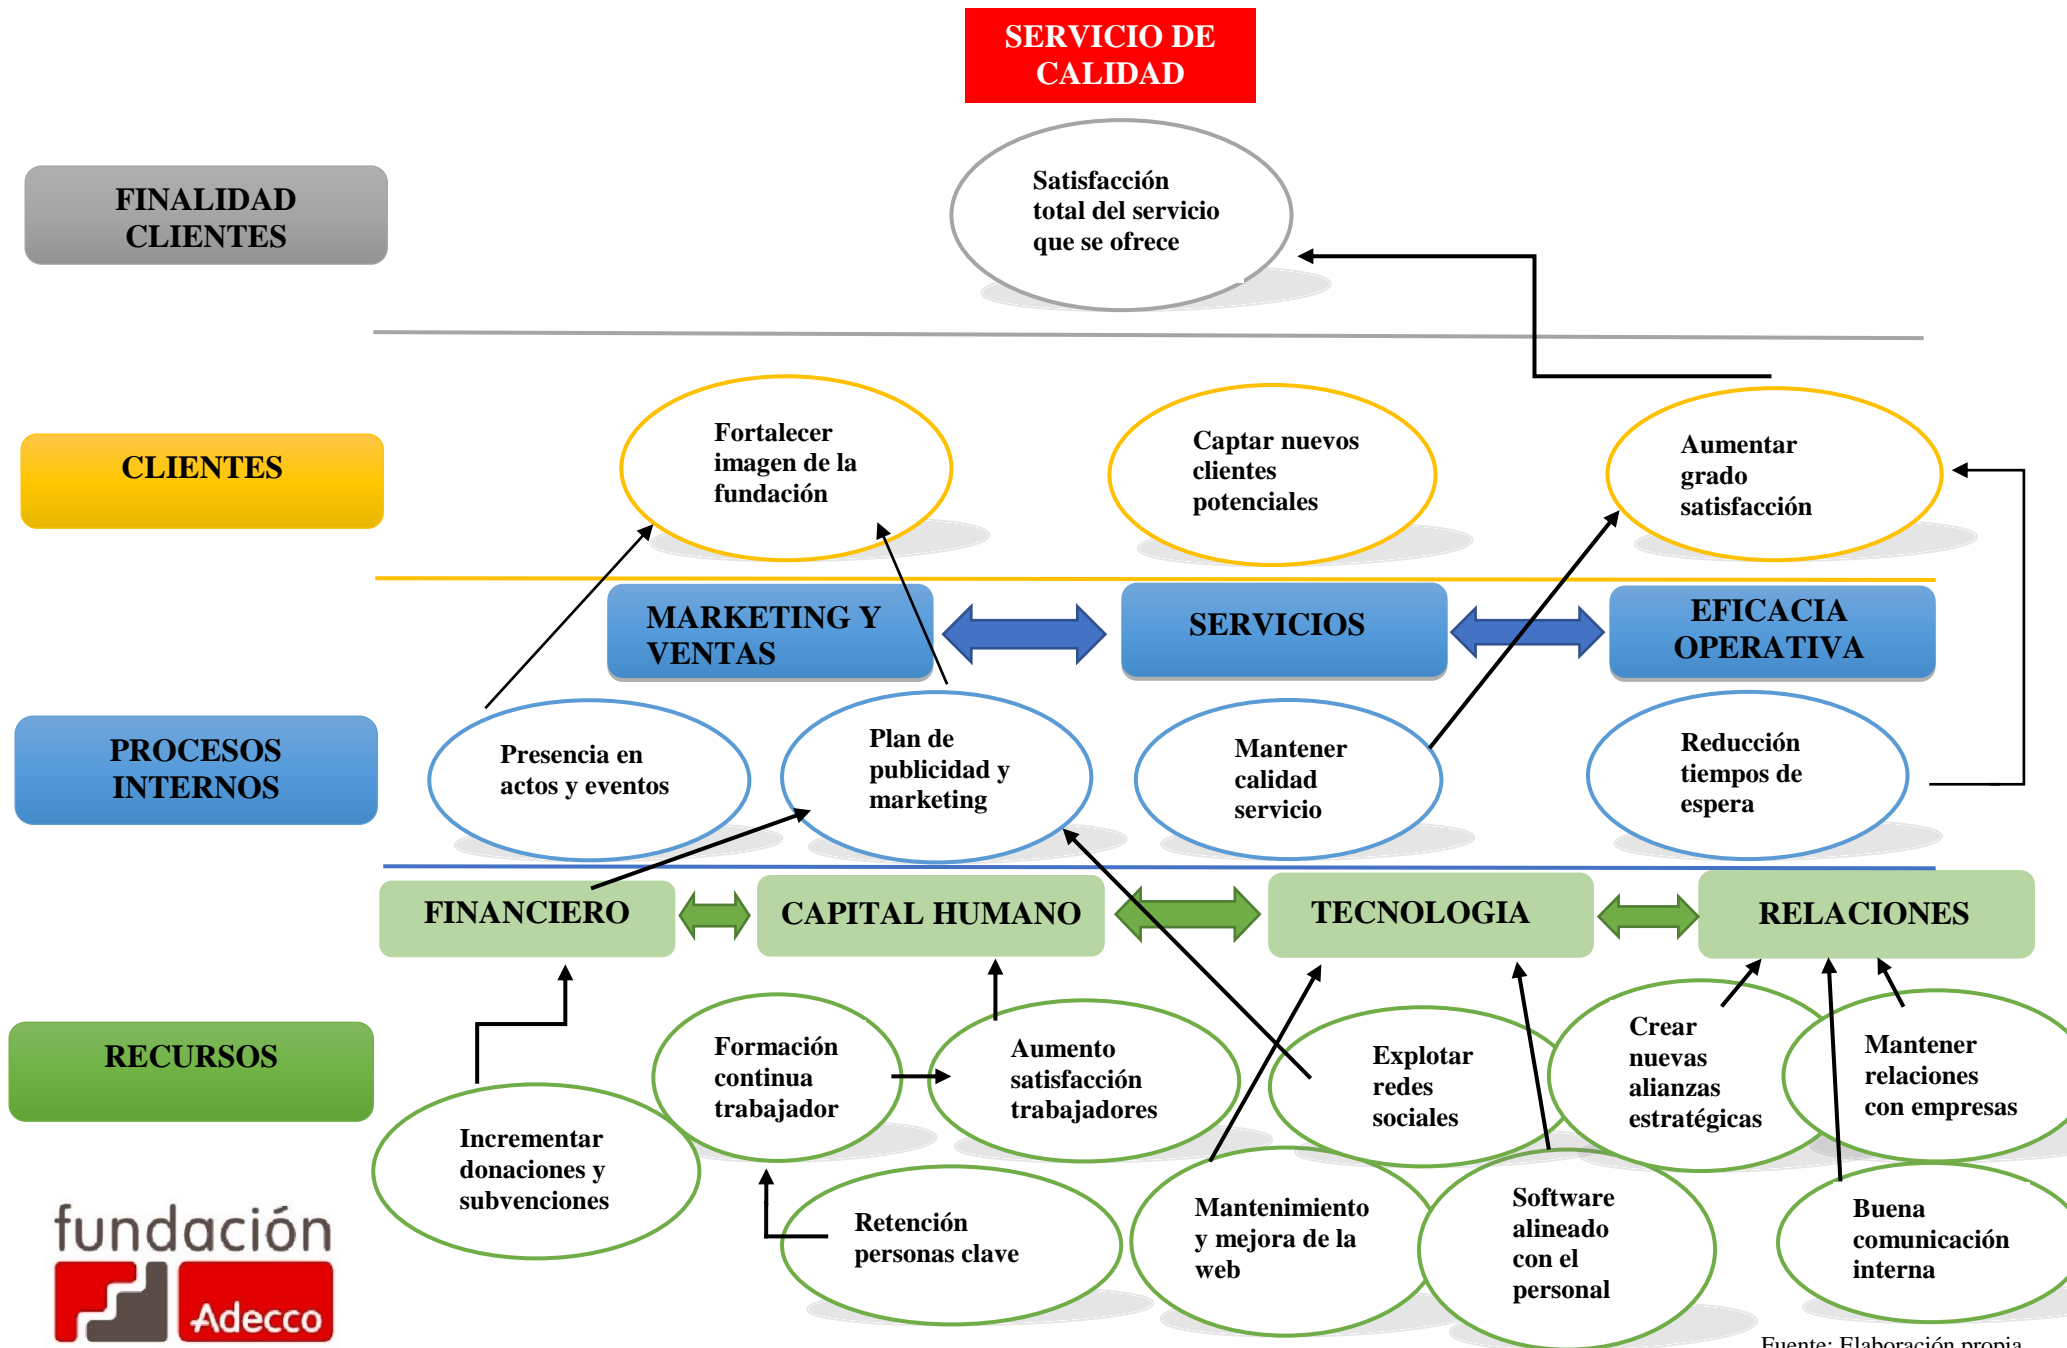 SERVICIO DE
CALIDAD
FINALIDAD
CLIENTES
Satisfacción
total del servicio
que se ofrece
CLIENTES
Fortalecer
imagen de la
fundación
Captar nuevos
clientes
potenciales
Aumentar
grado
satisfacción
MARKETING Y
VENTAS
SERVICIOS
EFICACIA
OPERATIVA
PROCESOS
INTERNOS
Presencia en
actos y eventos
Plan de
publicidad y
marketing
Mantener
calidad
servicio
Reducción
tiempos de
espera
FINANCIERO
CAPITAL HUMANO
TECNOLOGIA
RELACIONES
RECURSOS
Incrementar
donaciones y
subvenciones
Formación
continua
trabajador
Aumento
satisfacción
trabajadores
Retención
personas clave
Explotar
redes
sociales
Mantenimiento
y mejora de la
web
Software
alineado
con el
personal
Crear
nuevas
alianzas
estratégicas
Mantener
relaciones
con empresas
Buena
comunicación
interna
fundación
Adecco
Fuente: Elaboración propia